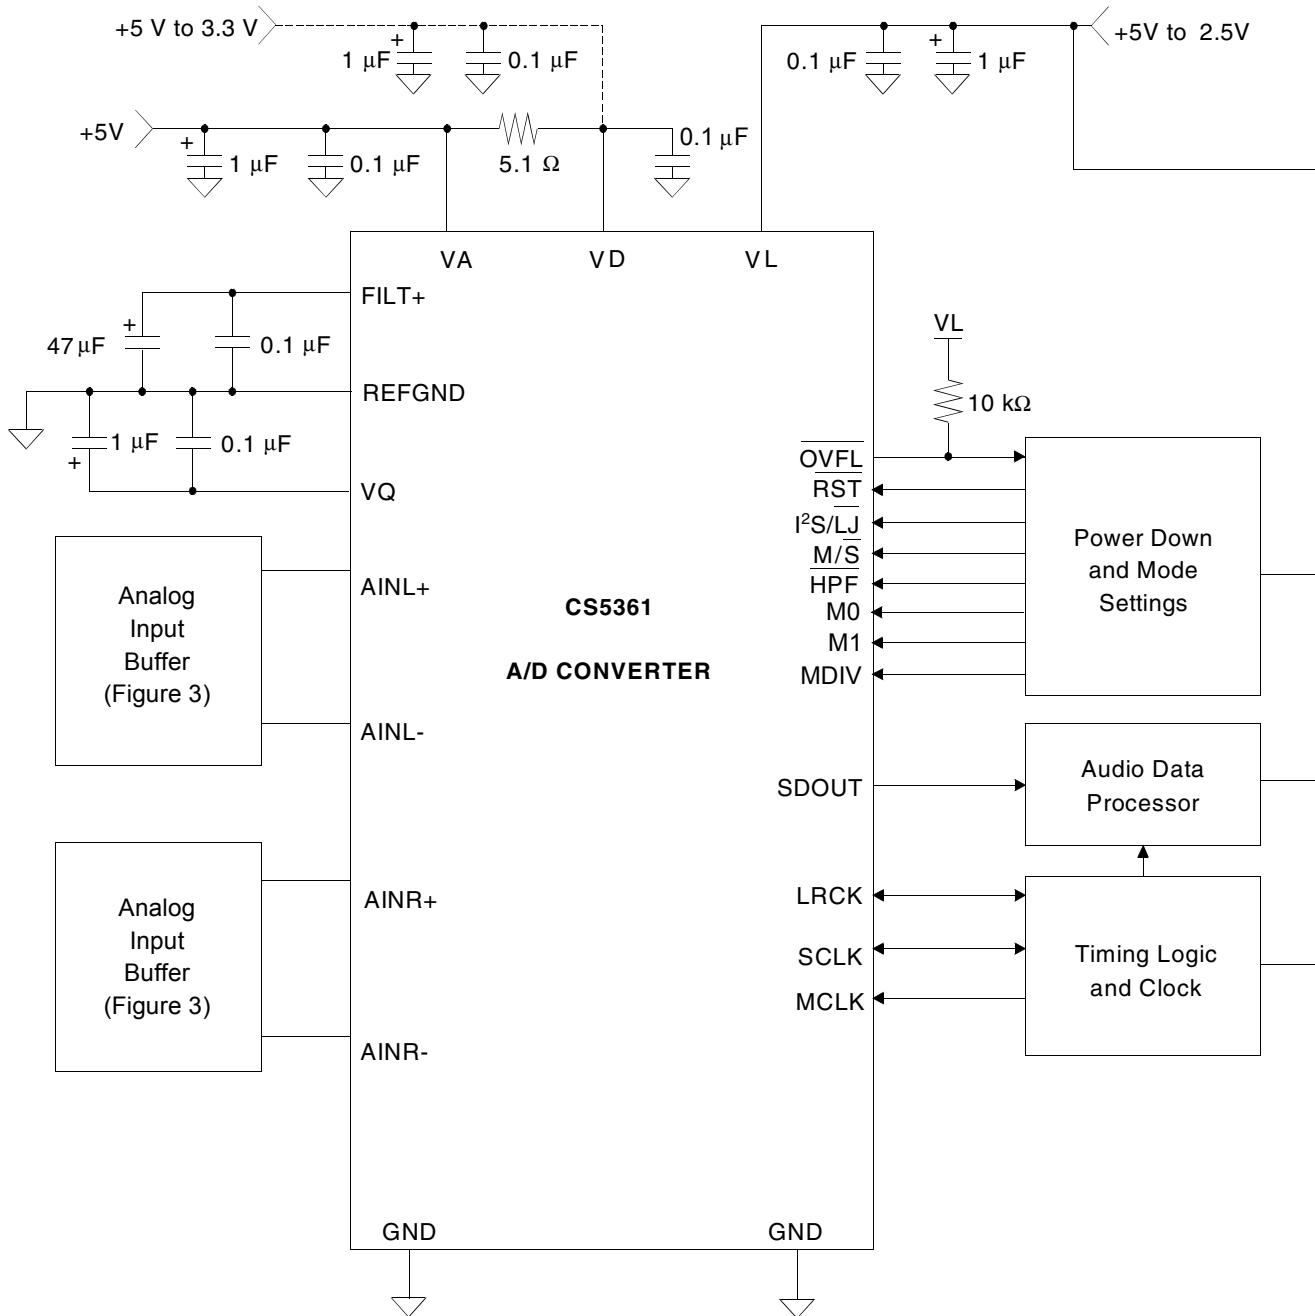 +5 V to 3.3 V
+
1 µF
0.1 µF
0.1 µF
+
1 µF
+5V to 2.5V
+5V
+
1 µF
0.1 µF
5.1 Ω
0.1 µF
VA
VD
VL
FILT+
+
47 µF
0.1 µF
REFGND
+
1 µF
0.1 µF
VQ
VL
10 kΩ
OVFL
RST
I²S/LJ
M/S
HPF
M0
M1
MDIV
Power Down
and Mode
Settings
Analog
Input
Buffer
(Figure 3)
AINL+
AINL-
CS5361
A/D CONVERTER
SDOUT
Audio Data
Processor
Analog
Input
Buffer
(Figure 3)
AINR+
AINR-
LRCK
SCLK
MCLK
Timing Logic
and Clock
GND
GND